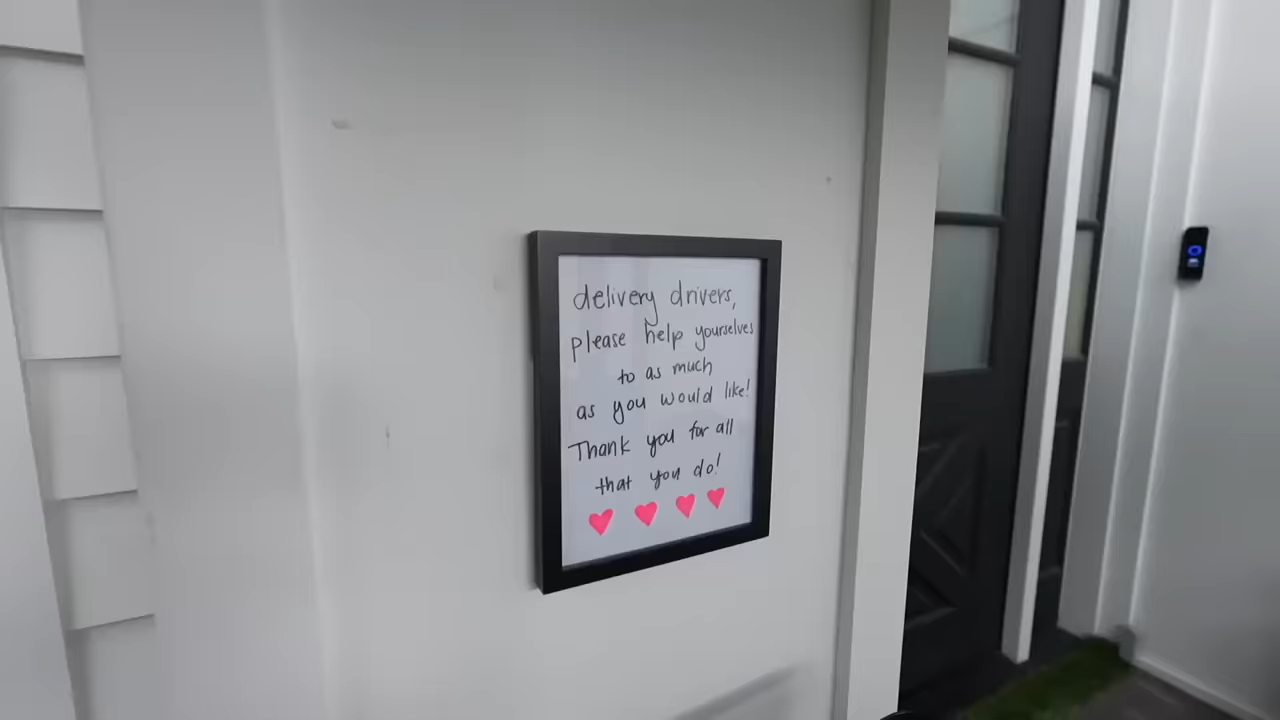 delivery drivers,
please help yourselves
to as much
as you would like!
Thank you for all
that you do!